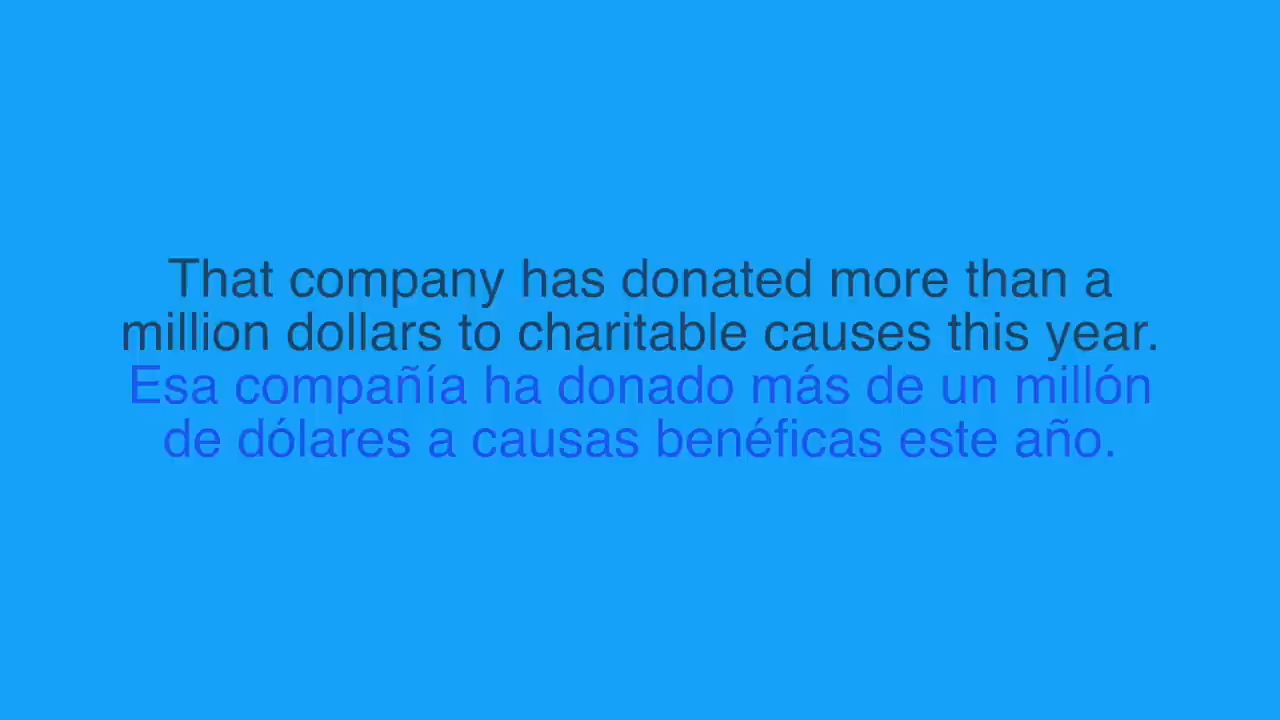 That company has donated more than a
million dollars to charitable causes this year.
Esa compañía ha donado más de un millón
de dólares a causas benéficas este año.